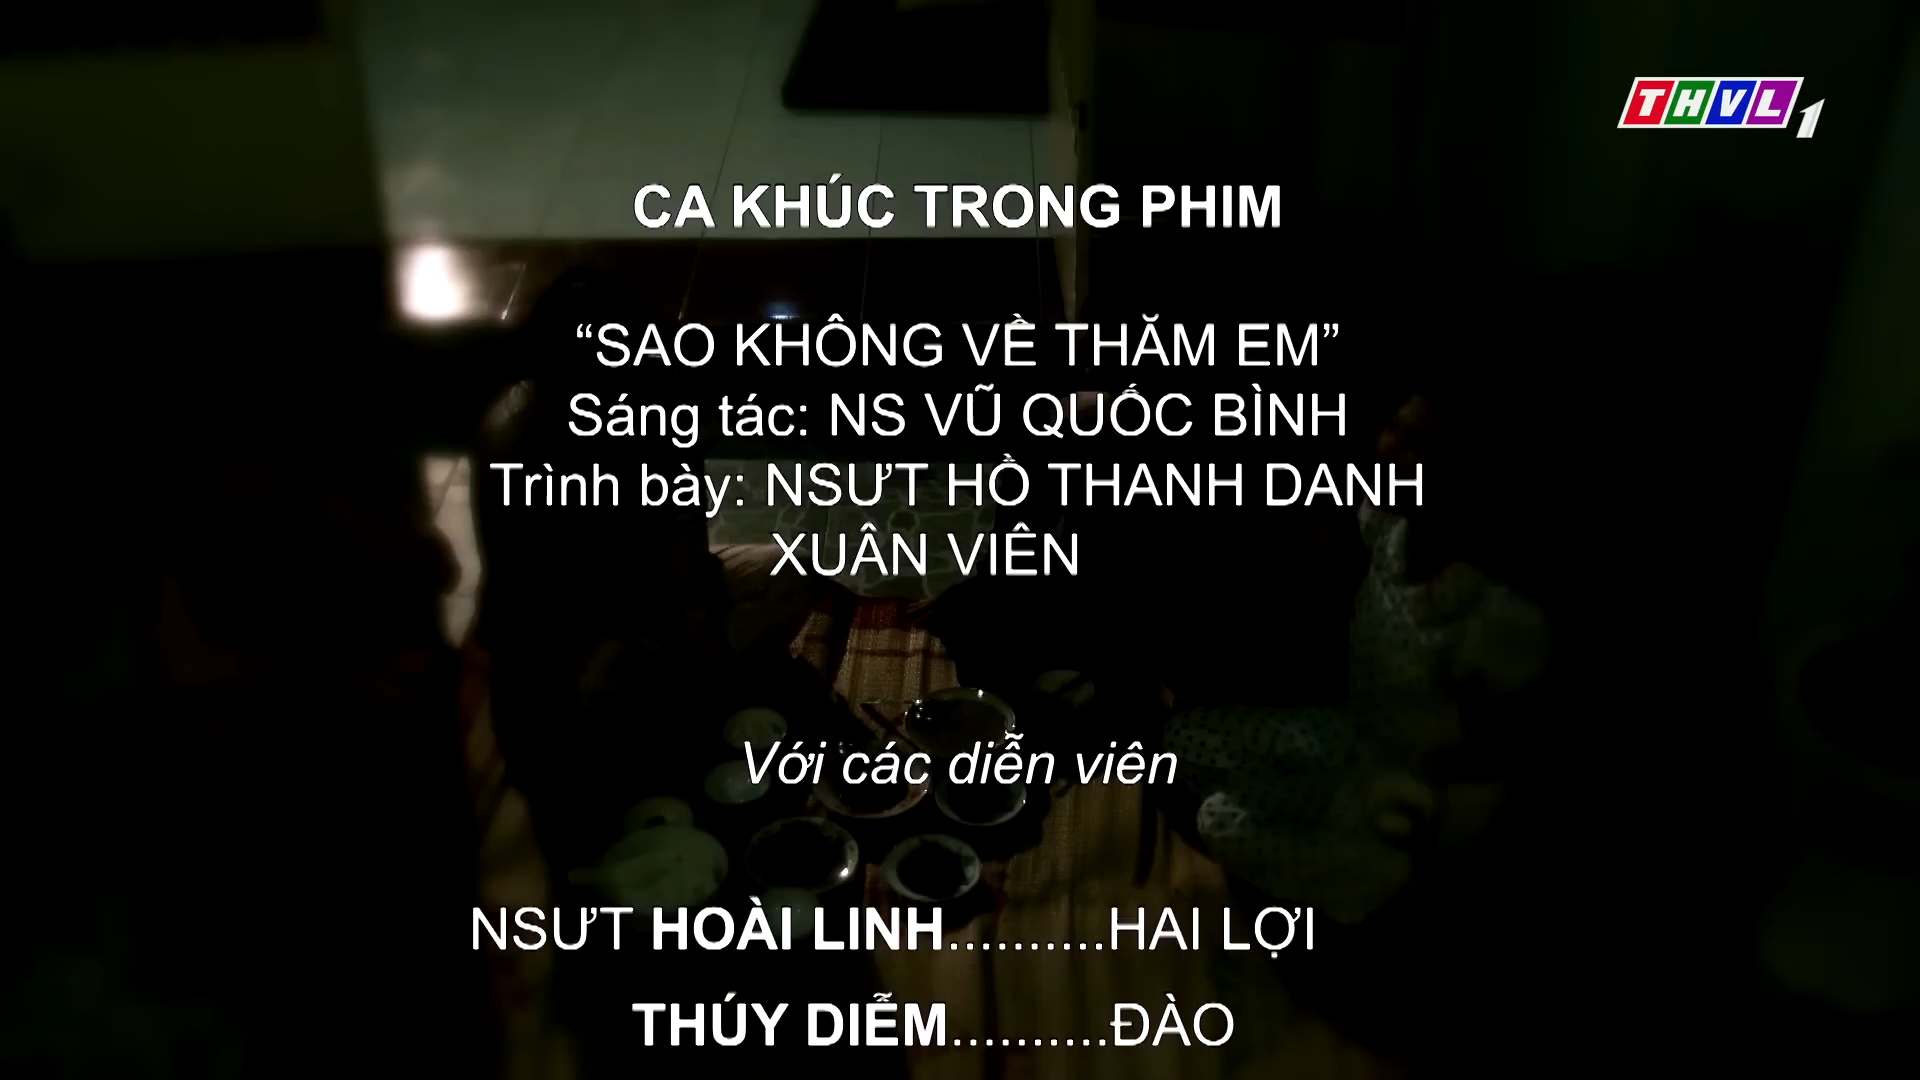 THVL1
CA KHÚC TRONG PHIM
“SAO KHÔNG VỀ THĂM EM”
Sáng tác: NS VŨ QUỐC BÌNH
Trình bày: NSƯT HỒ THANH DANH
XUÂN VIÊN
Với các diễn viên
NSƯT HOÀI LINH..........HAI LỢI
THÚY DIỄM..........ĐÀO